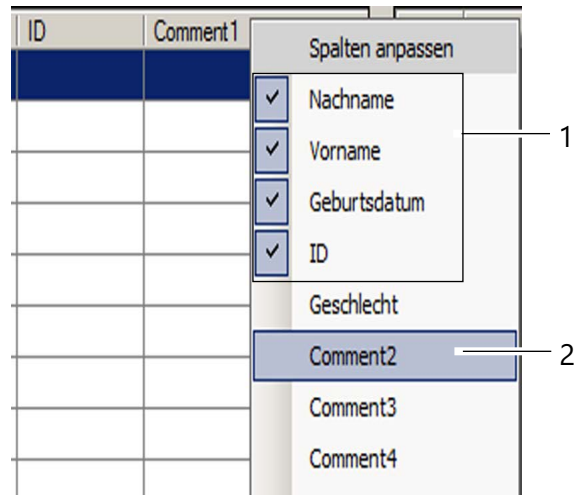 ID Comment1
Spalten anpassen
Nachname
1
Vorname
Geburtsdatum
ID
Geschlecht
Comment2
2
Comment3
Comment4